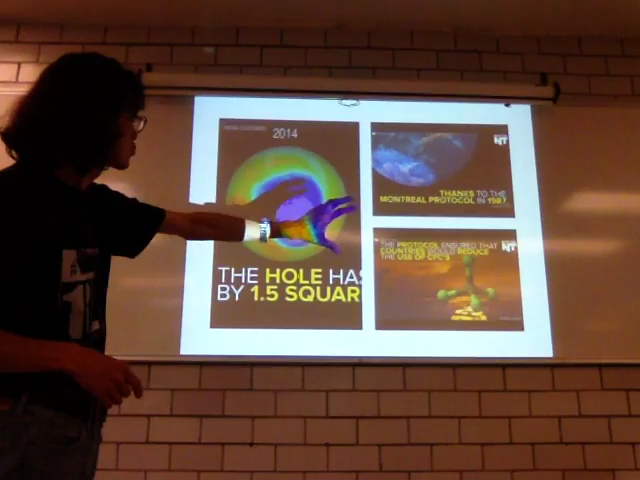 2014
THE HOLE HAS
BY 1.5 SQUAR
THANKS TO THE
MONTREAL PROTOCOL IN 1987
NT
THE PROTOCOL ENSURED THAT
COUNTRIES WOULD REDUCE
THE USE OF CFC'S
NT